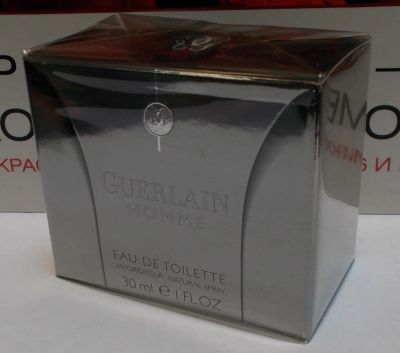 GUERLAIN
HOMME
EAU DE TOILETTE
VAPORISATEUR NATURAL SPRAY
30 ml e 1 FL OZ